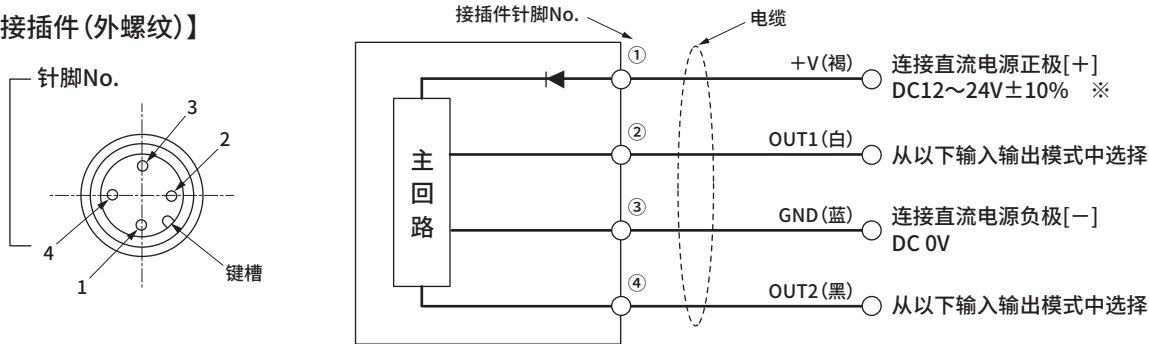 接插件(外螺纹)】
针脚No.
3
2
4
1
键槽
接插件针脚No.
电缆
主回路
①
+V(褐)
连接直流电源正极[+]
DC12~24V±10% ※
②
OUT1(白)
从以下输入输出模式中选择
③
GND(蓝)
连接直流电源负极[-]
DC 0V
④
OUT2(黑)
从以下输入输出模式中选择